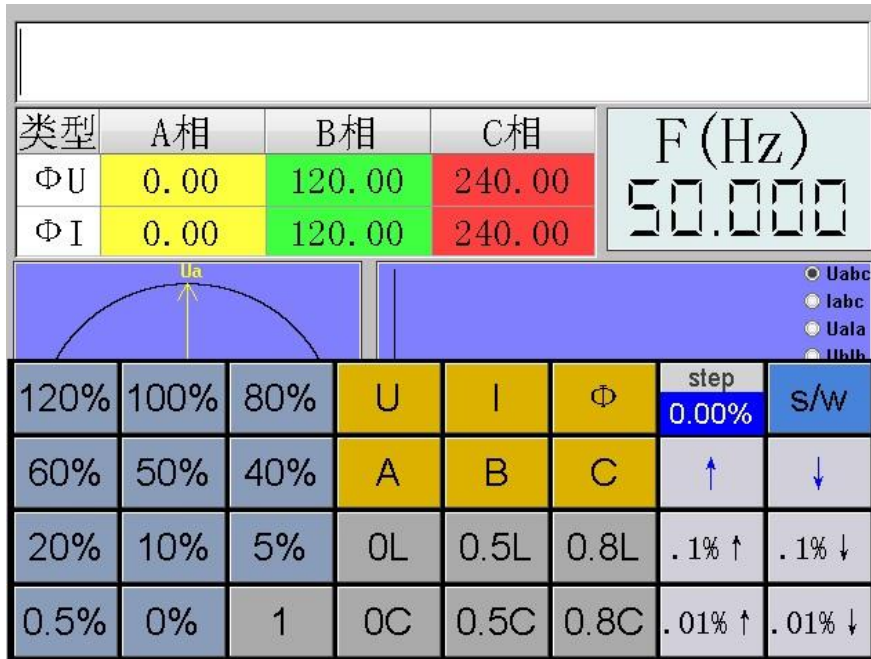 类型 A相 B相 C相
ΦU 0.00 120.00 240.00
ΦI 0.00 120.00 240.00
F(Hz)
50.000
Ua
Uabc
Iabc
UaIa
UbIb
120% 100% 80% U I Φ step 0.00% s/w
60% 50% 40% A B C ↑ ↓
20% 10% 5% 0L 0.5L 0.8L .1%↑ .1%↓
0.5% 0% 1 0C 0.5C 0.8C .01%↑ .01%↓